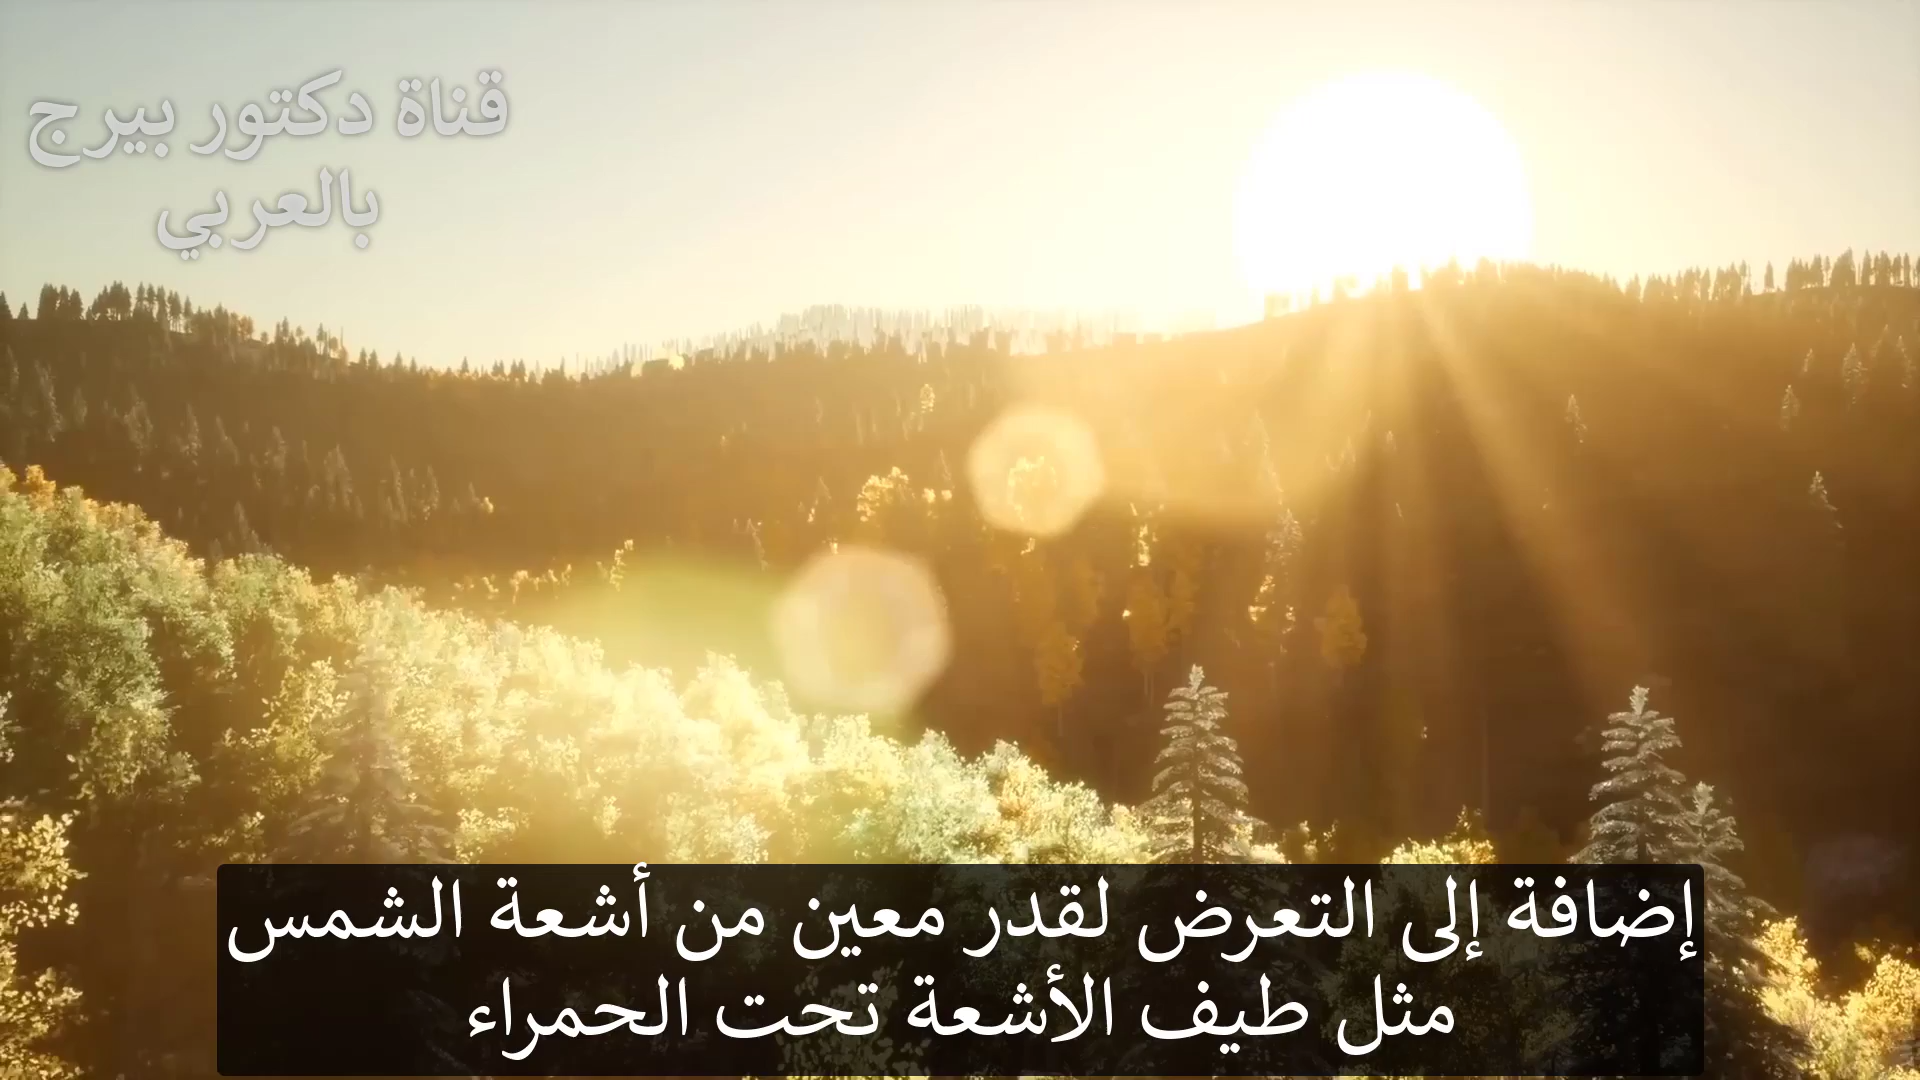 قناة دكتور بيرج
بالعربي
إضافة إلى التعرض لقدر معين من أشعة الشمس
مثل طيف الأشعة تحت الحمراء